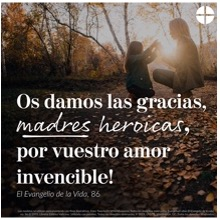 Os damos las gracias,
madres heroicas,
por vuestro amor
invencible!
El Evangelio de la Vida, 86